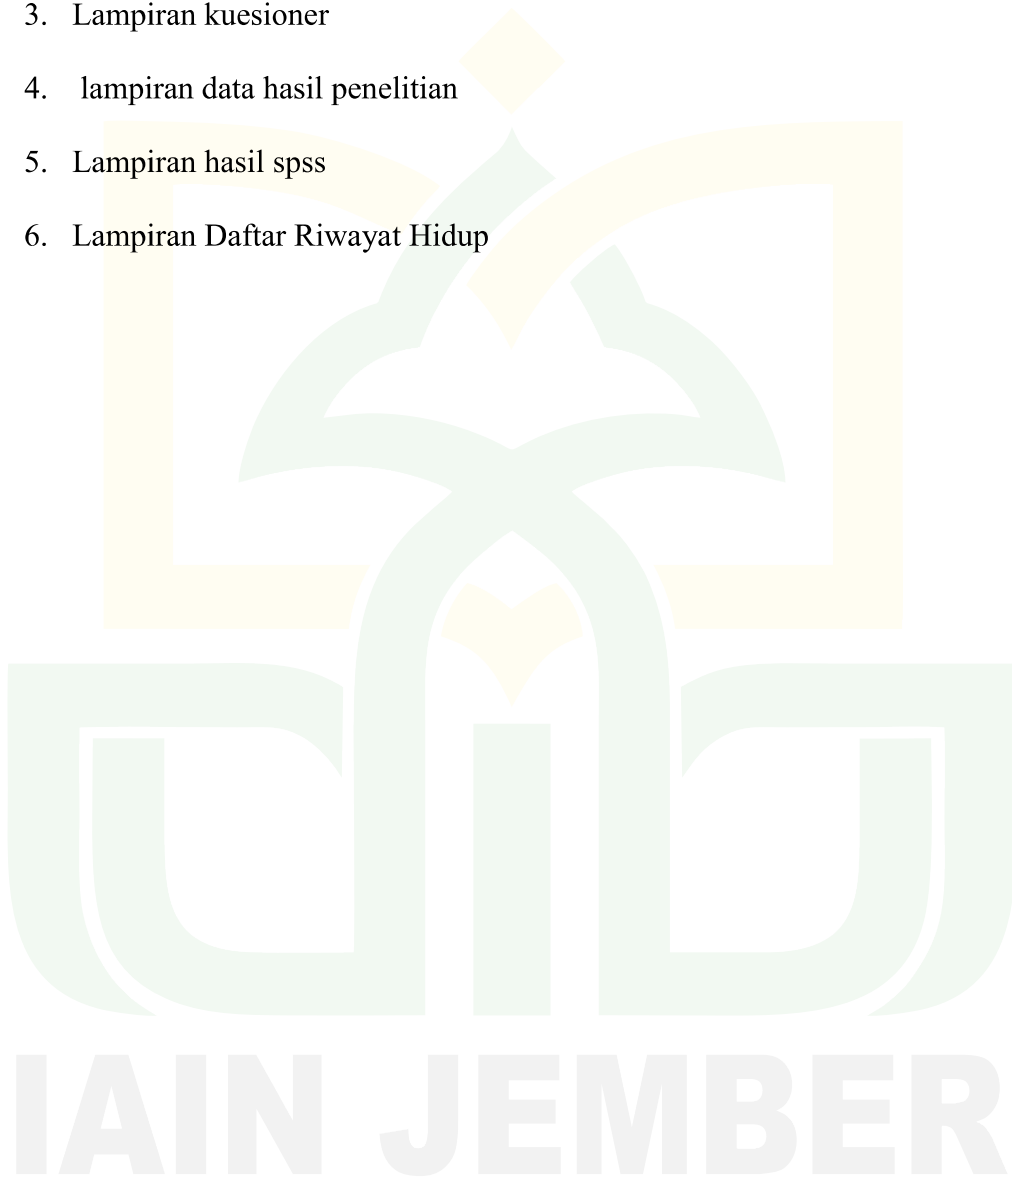 3. Lampiran kuesioner
4. lampiran data hasil penelitian
5. Lampiran hasil spss
6. Lampiran Daftar Riwayat Hidup
IAIN JEMBER